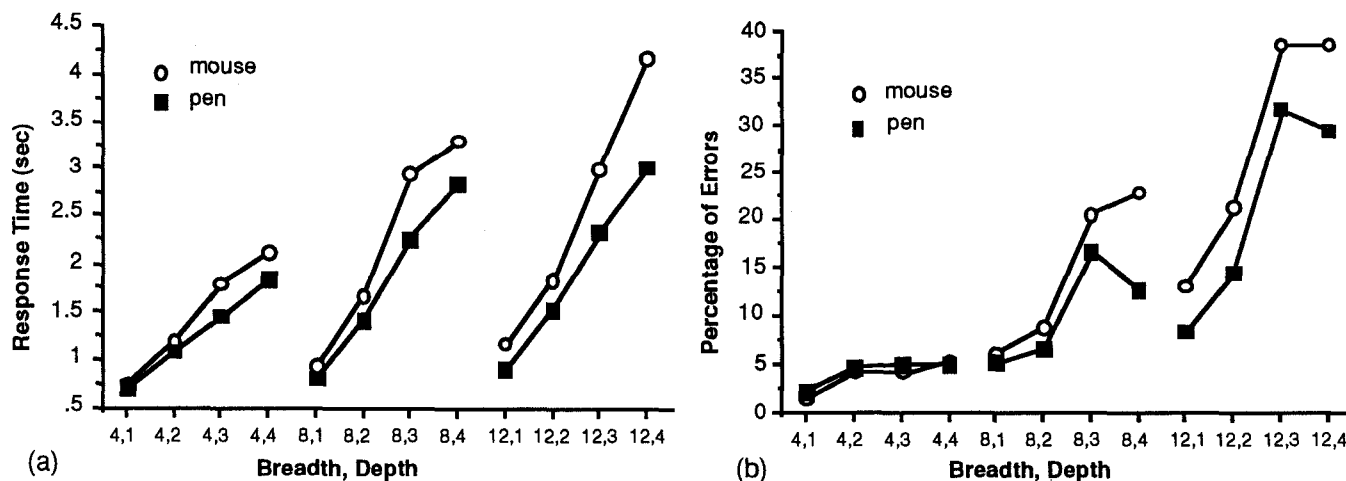 4.5
4
3.5
3
2.5
2
1.5
1
.5
Response Time (sec)
mouse
pen
4,1 4,2 4,3 4,4 8,1 8,2 8,3 8,4 12,1 12,2 12,3 12,4
Breadth, Depth
(a)
40
35
30
25
20
15
10
5
0
Percentage of Errors
mouse
pen
4,1 4,2 4,3 4,4 8,1 8,2 8,3 8,4 12,1 12,2 12,3 12,4
Breadth, Depth
(b)